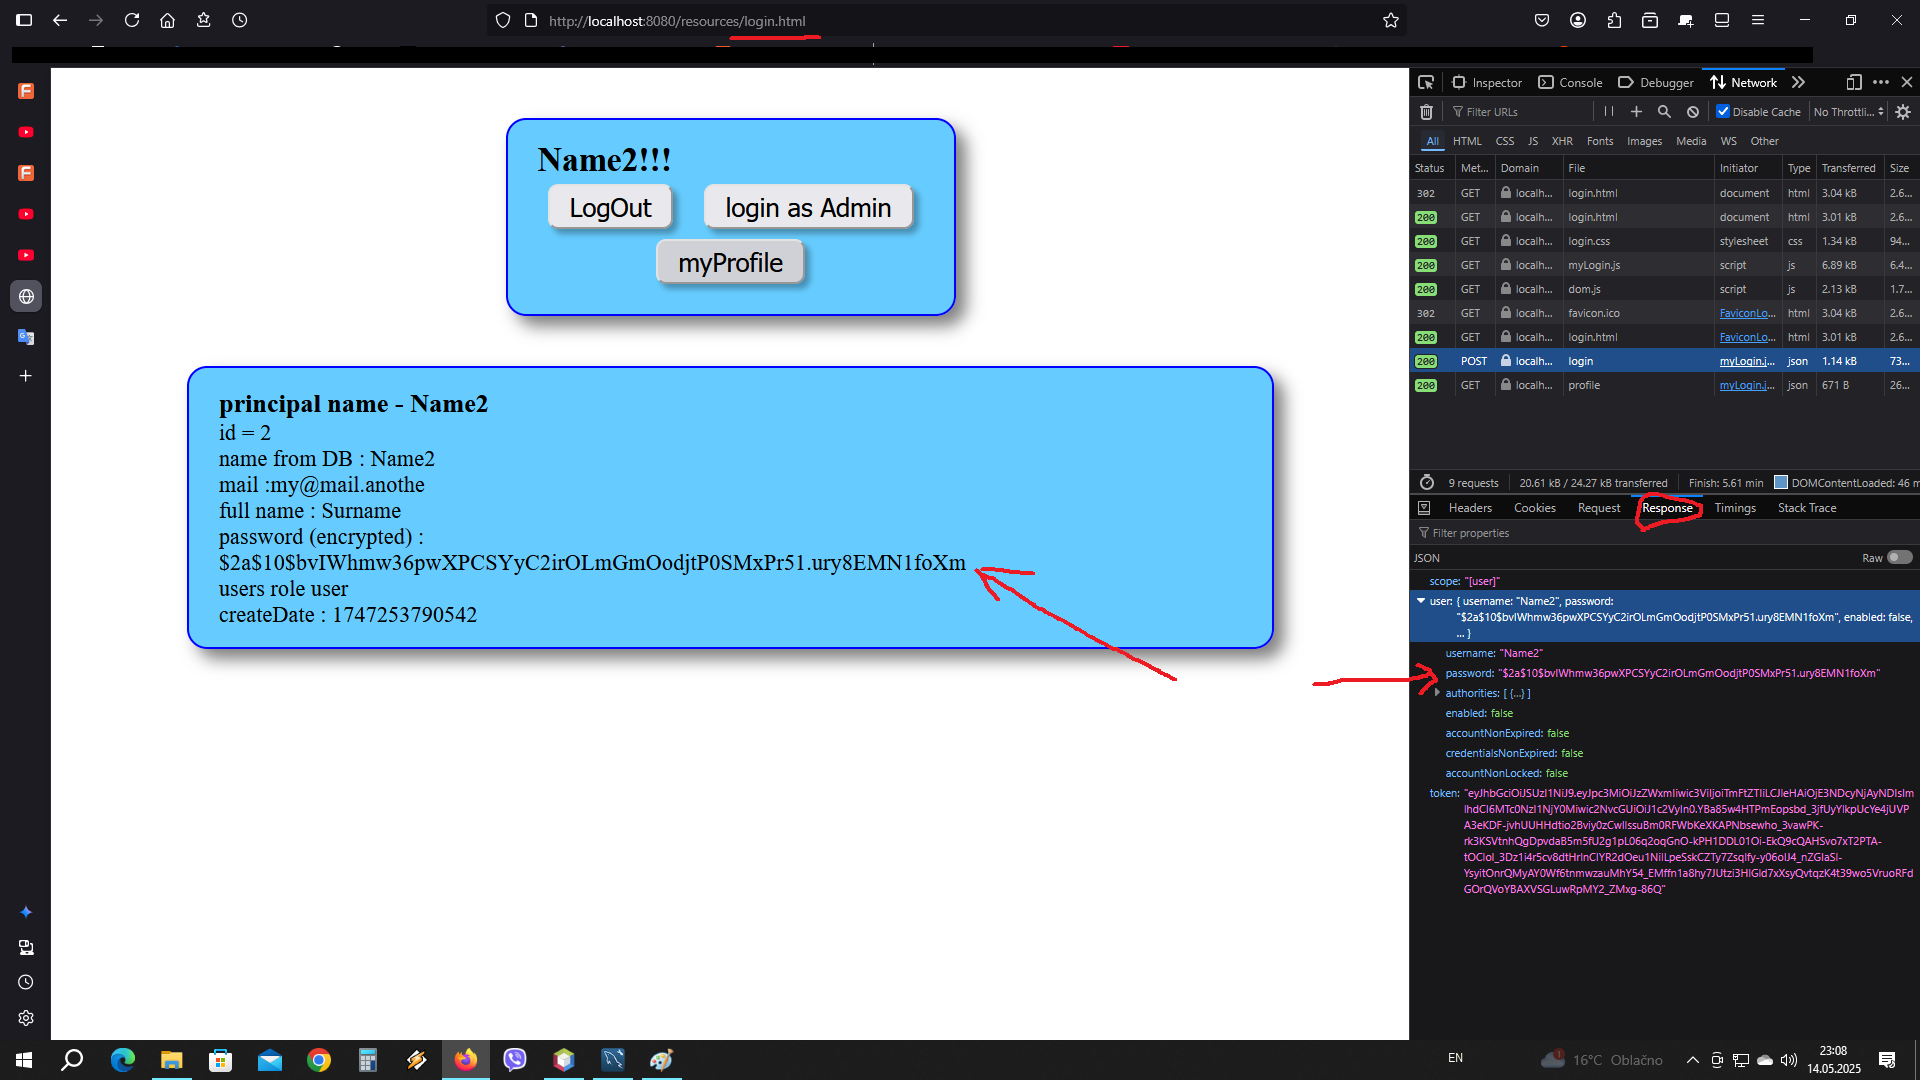 http://localhost:8080/resources/login.html
Name2!!!
LogOut
login as Admin
myProfile
principal name - Name2
id = 2
name from DB : Name2
mail :my@mail.anothe
full name : Surname
password (encrypted) :
$2a$10$bvIWhmw36pwXPCSYyC2irOLmGmOodjtP0SMxPr51.ury8EMN1foXm
users role user
createDate : 1747253790542
Inspector Console Debugger Network
Filter URLs Disable Cache No Throttli...
All HTML CSS JS XHR Fonts Images Media WS Other
Status Met... Domain File Initiator Type Transferred Size
302 GET localh... login.html document html 3.04 kB 2.6...
200 GET localh... login.html document html 3.01 kB 2.6...
200 GET localh... login.css stylesheet css 1.34 kB 94...
200 GET localh... myLogin.js script js 6.89 kB 6.4...
200 GET localh... dom.js script js 2.13 kB 1.7...
302 GET localh... favicon.ico FaviconLo... html 3.04 kB 2.6...
200 GET localh... login.html FaviconLo... html 3.01 kB 2.6...
200 POST localh... login myLogin.j... json 1.14 kB 73...
200 GET localh... profile myLogin.j... json 671 B 26...
9 requests 20.61 kB / 24.27 kB transferred Finish: 5.61 min DOMContentLoaded: 46 m
Headers Cookies Request Response Timings Stack Trace
Filter properties
JSON Raw
scope: "[user]"
user: { username: "Name2", password:
"$2a$10$bvIWhmw36pwXPCSYyC2irOLmGmOodjtP0SMxPr51.ury8EMN1foXm", enabled: false,
... }
username: "Name2"
password: "$2a$10$bvIWhmw36pwXPCSYyC2irOLmGmOodjtP0SMxPr51.ury8EMN1foXm"
authorities: [ {...} ]
enabled: false
accountNonExpired: false
credentialsNonExpired: false
accountNonLocked: false
token:
EN
16°C Oblačno
23:08
14.05.2025